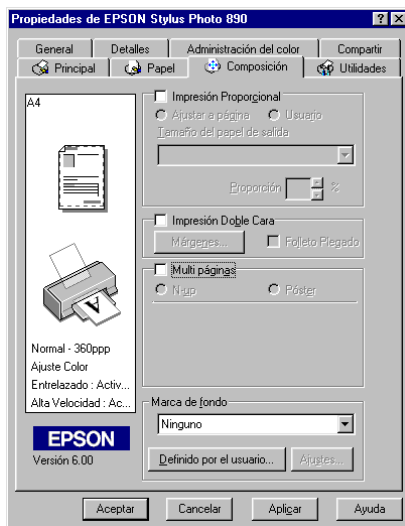 Propiedades de EPSON Stylus Photo 890
General Detalles Administración del color Compartir
Principal Papel Composición Utilidades
A4
Impresión Proporcional
Ajustar a página Usuario
Tamaño del papel de salida
Proporción %
Impresión Doble Cara
Márgenes... Folleto Plegado
Multi páginas
N-up Póster
A
Normal - 360ppp
Ajuste Color
Entrelazado : Activ...
Alta Velocidad : Ac...
Marca de fondo
Ninguno
EPSON
Definido por el usuario... Ajustes...
Versión 6.00
Aceptar Cancelar Aplicar Ayuda